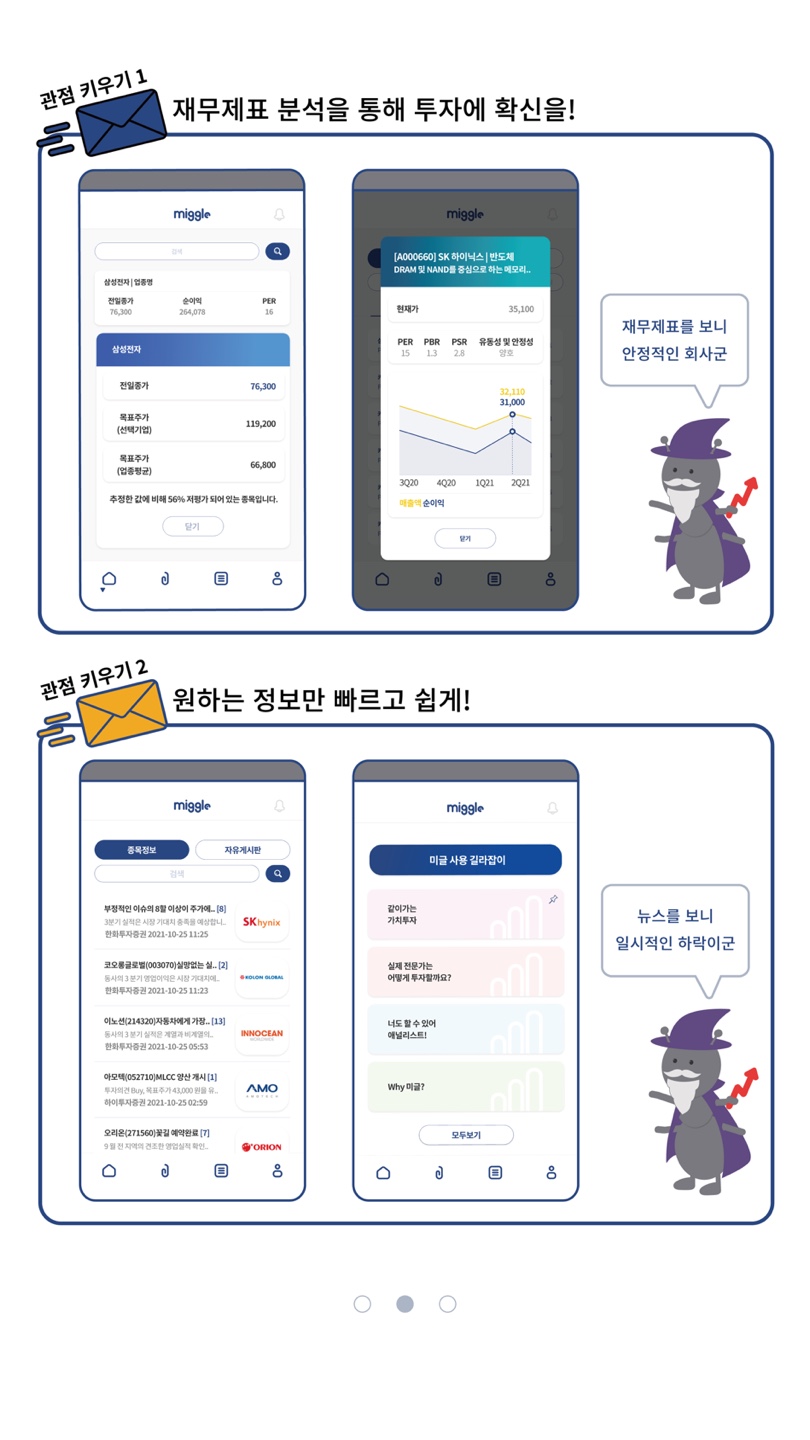 관점 키우기 1
재무제표 분석을 통해 투자에 확신을!
miggle
검색
삼성전자 | 업종명
전일종가 순이익 PER
76,300 264,078 16
삼성전자
전일종가 76,300
목표주가
(선택기업)
119,200
목표주가
(업종평균)
66,800
추정한 값에 비해 56% 저평가 되어 있는 종목입니다.
닫기
miggle
[A000660] SK 하이닉스 | 반도체
DRAM 및 NAND를 중심으로 하는 메모리..
현재가 35,100
PER PBR PSR 유동성 및 안정성
15 1.3 2.8 양호
32,110
31,000
3Q20 4Q20 1Q21 2Q21
매출액 순이익
닫기
재무제표를 보니
안정적인 회사군
관점 키우기 2
원하는 정보만 빠르고 쉽게!
miggle
종목정보 자유게시판
검색
부정적인 이슈의 8할 이상이 주가에.. [8]
3분기 실적은 시장 기대치 충족을 예상합니..
한화투자증권 2021-10-25 11:25
SK hynix
코오롱글로벌(003070)실망없는 실.. [2]
동사의 3 분기 영업이익은 시장 기대치에..
한화투자증권 2021-10-25 11:23
KOLON GLOBAL
이노션(214320)자동차에게 가장.. [13]
동사의 3 분기 실적은 계열과 비계열의..
한화투자증권 2021-10-25 05:53
INNOCEAN
WORLDWIDE
아모텍(052710)MLCC 양산 개시 [1]
투자의견 Buy, 목표주가 43,000 원을 유..
하이투자증권 2021-10-25 02:59
AMO
AMOTECH
오리온(271560)꽃길 예약완료 [7]
9 월 전 지역의 견조한 영업실적 확인..
ORION
miggle
미글 사용 길라잡이
같이가는
가치투자
실제 전문가는
어떻게 투자할까요?
너도 할 수 있어
애널리스트!
Why 미글?
모두보기
뉴스를 보니
일시적인 하락이군